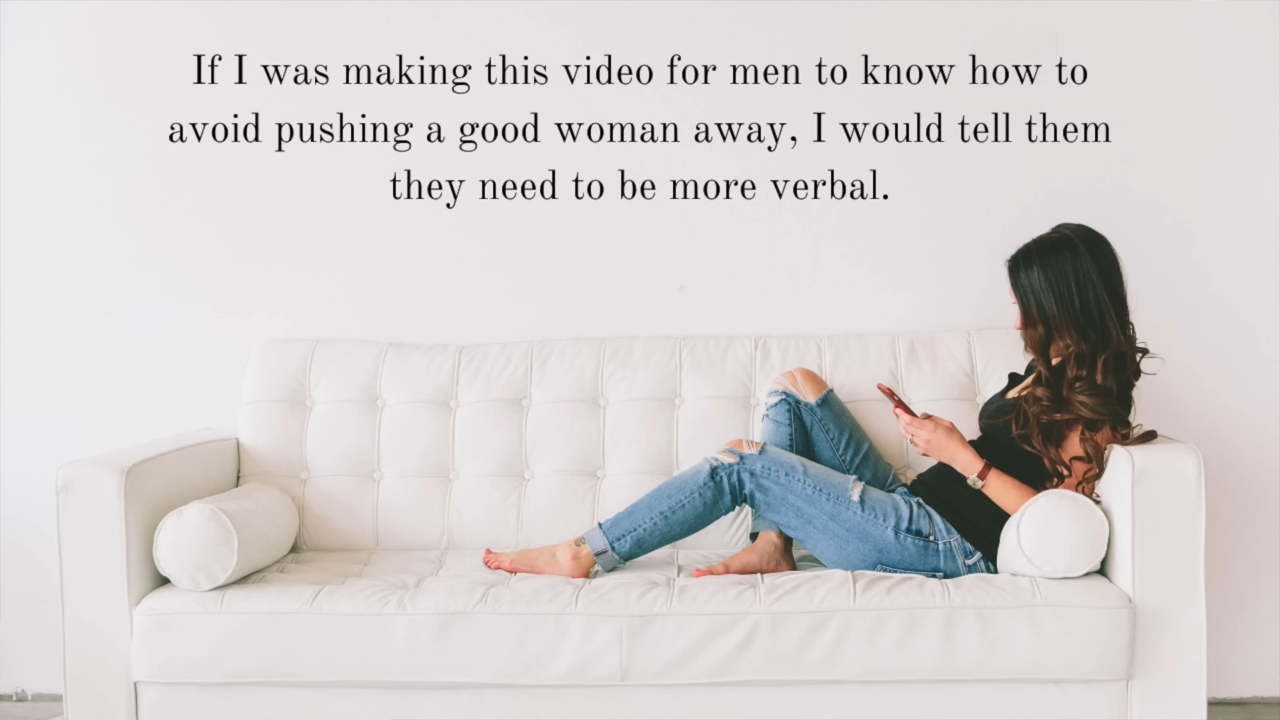 If I was making this video for men to know how to
avoid pushing a good woman away, I would tell them
they need to be more verbal.